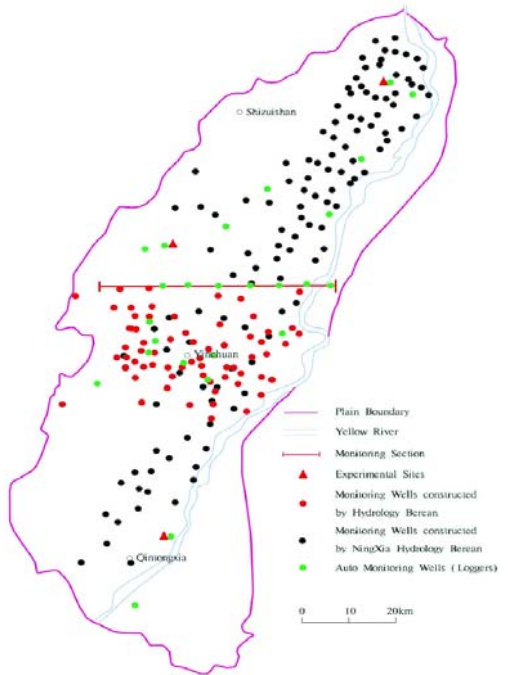 Shizuishan
Yinchuan
Plain Boundary
Yellow River
Monitoring Section
Experimental Sites
Monitoring Wells constructed
by Hydrology Berean
Monitoring Wells constructed
by NingXia Hydrology Berean
Qintongxia
Auto Monitoring Wells ( Loggers)
0 10 20km